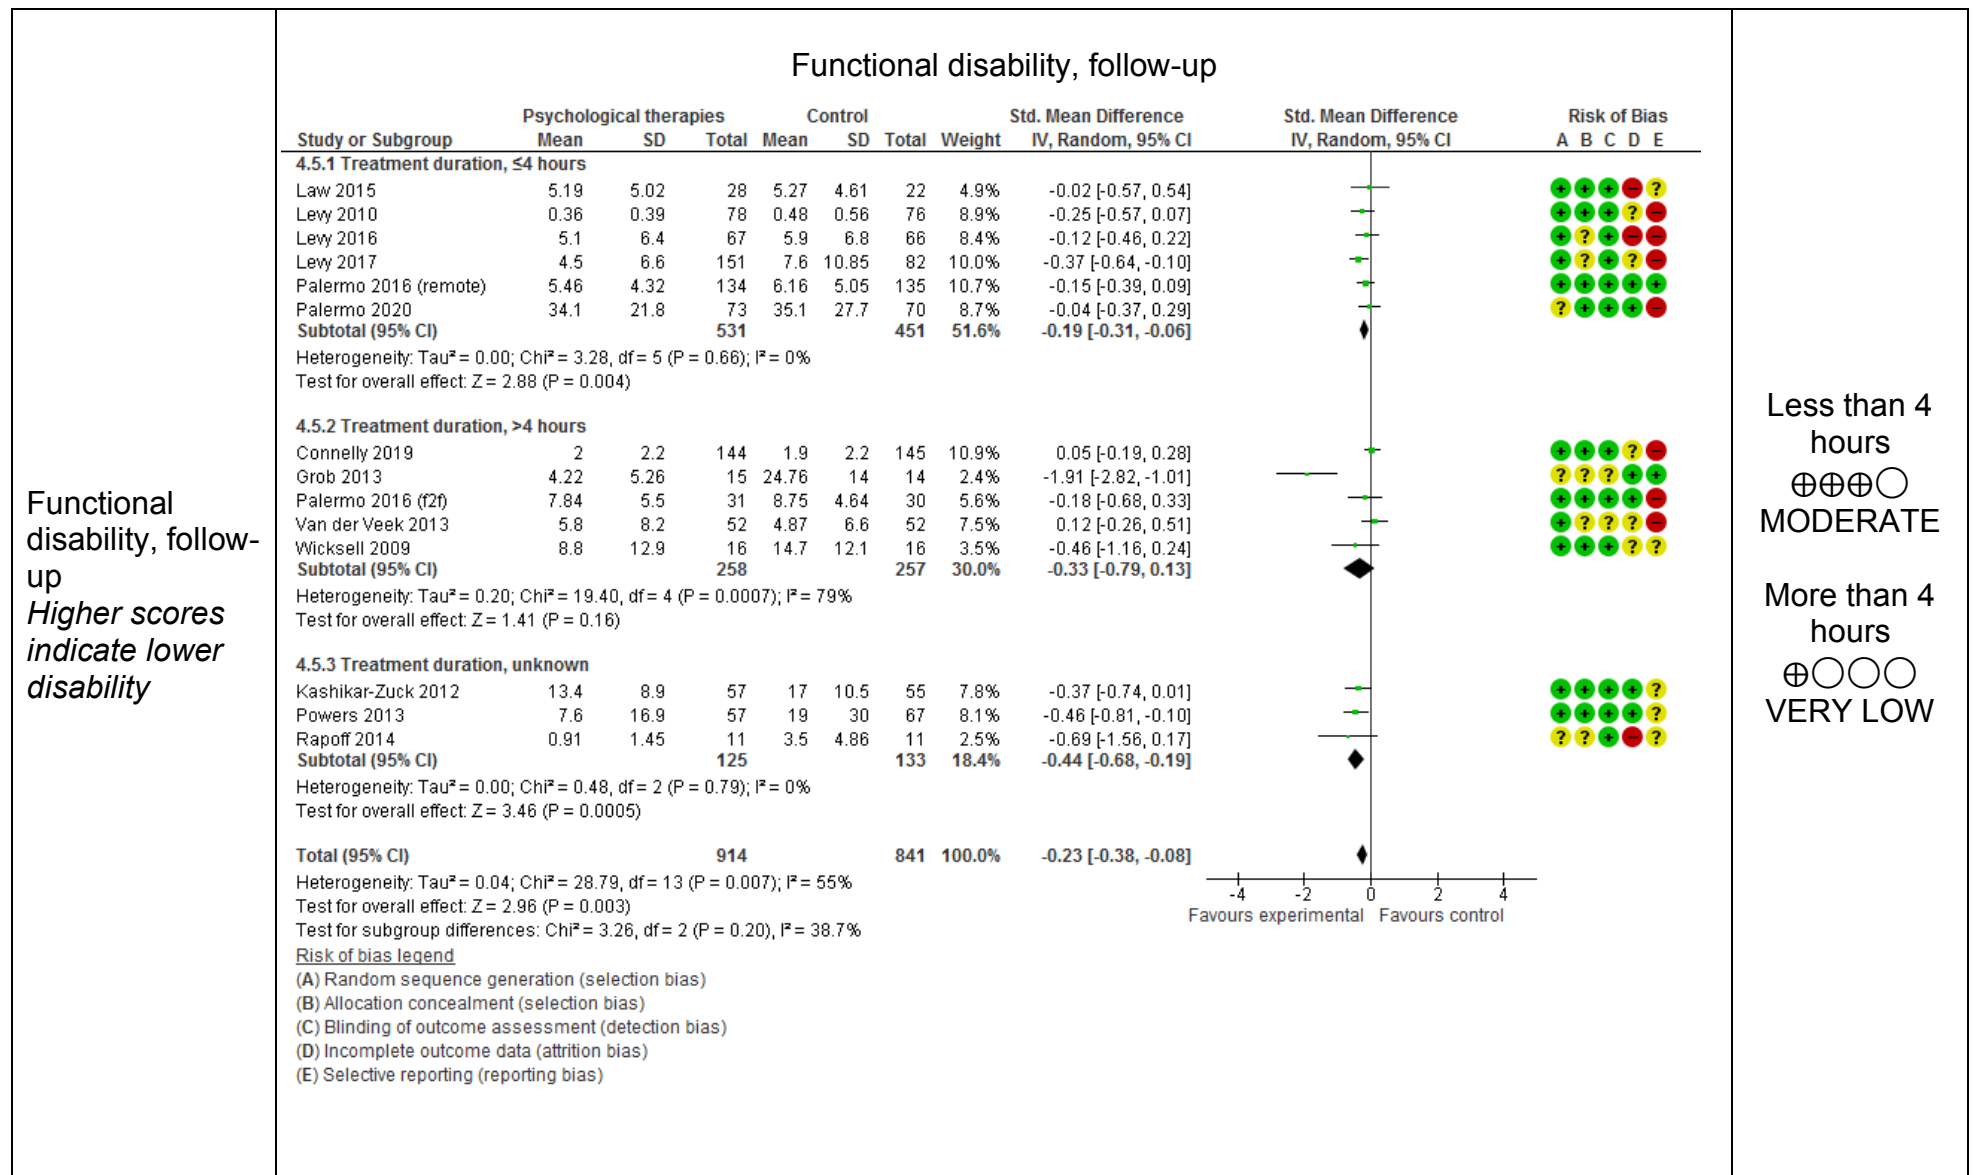 Functional disability, follow-up
Psychological therapies Control Std. Mean Difference Std. Mean Difference Risk of Bias
Study or Subgroup Mean SD Total Mean SD Total Weight IV, Random, 95% CI IV, Random, 95% CI A B C D E
4.5.1 Treatment duration, ≤4 hours
Law 2015 5.19 5.02 28 5.27 4.61 22 4.9% -0.02 [-0.57, 0.54] + + + − ?
Levy 2010 0.36 0.39 78 0.48 0.56 76 8.9% -0.25 [-0.57, 0.07] + + + ? −
Levy 2016 5.1 6.4 67 5.9 6.8 66 8.4% -0.12 [-0.46, 0.22] + ? + − −
Levy 2017 4.5 6.6 151 7.6 10.85 82 10.0% -0.37 [-0.64, -0.10] + ? + ? −
Palermo 2016 (remote) 5.46 4.32 134 6.16 5.05 135 10.7% -0.15 [-0.39, 0.09] + + + + +
Palermo 2020 34.1 21.8 73 35.1 27.7 70 8.7% -0.04 [-0.37, 0.29] ? + + + −
Subtotal (95% CI) 531 451 51.6% -0.19 [-0.31, -0.06]
Heterogeneity: Tau² = 0.00; Chi² = 3.28, df = 5 (P = 0.66); I² = 0%
Test for overall effect: Z = 2.88 (P = 0.004)
4.5.2 Treatment duration, >4 hours
Connelly 2019 2 2.2 144 1.9 2.2 145 10.9% 0.05 [-0.19, 0.28] + + + ? −
Grob 2013 4.22 5.26 15 24.76 14 14 2.4% -1.91 [-2.82, -1.01] ? ? ? + +
Palermo 2016 (f2f) 7.84 5.5 31 8.75 4.64 30 5.6% -0.18 [-0.68, 0.33] + + + + −
Van der Veek 2013 5.8 8.2 52 4.87 6.6 52 7.5% 0.12 [-0.26, 0.51] + ? ? ? −
Wicksell 2009 8.8 12.9 16 14.7 12.1 16 3.5% -0.46 [-1.16, 0.24] + + + ? ?
Subtotal (95% CI) 258 257 30.0% -0.33 [-0.79, 0.13]
Heterogeneity: Tau² = 0.20; Chi² = 19.40, df = 4 (P = 0.0007); I² = 79%
Test for overall effect: Z = 1.41 (P = 0.16)
4.5.3 Treatment duration, unknown
Kashikar-Zuck 2012 13.4 8.9 57 17 10.5 55 7.8% -0.37 [-0.74, 0.01] + + + + ?
Powers 2013 7.6 16.9 57 19 30 67 8.1% -0.46 [-0.81, -0.10] + + + + ?
Rapoff 2014 0.91 1.45 11 3.5 4.86 11 2.5% -0.69 [-1.56, 0.17] ? ? + − ?
Subtotal (95% CI) 125 133 18.4% -0.44 [-0.68, -0.19]
Heterogeneity: Tau² = 0.00; Chi² = 0.48, df = 2 (P = 0.79); I² = 0%
Test for overall effect: Z = 3.46 (P = 0.0005)
Total (95% CI) 914 841 100.0% -0.23 [-0.38, -0.08]
Heterogeneity: Tau² = 0.04; Chi² = 28.79, df = 13 (P = 0.007); I² = 55%
Test for overall effect: Z = 2.96 (P = 0.003)
Test for subgroup differences: Chi² = 3.26, df = 2 (P = 0.20), I² = 38.7%
-4 -2 0 2 4
Favours experimental Favours control
Risk of bias legend
(A) Random sequence generation (selection bias)
(B) Allocation concealment (selection bias)
(C) Blinding of outcome assessment (detection bias)
(D) Incomplete outcome data (attrition bias)
(E) Selective reporting (reporting bias)
Functional
disability, follow-
up
Higher scores
indicate lower
disability
Less than 4
hours
⊕⊕⊕◯
MODERATE
More than 4
hours
⊕◯◯◯
VERY LOW